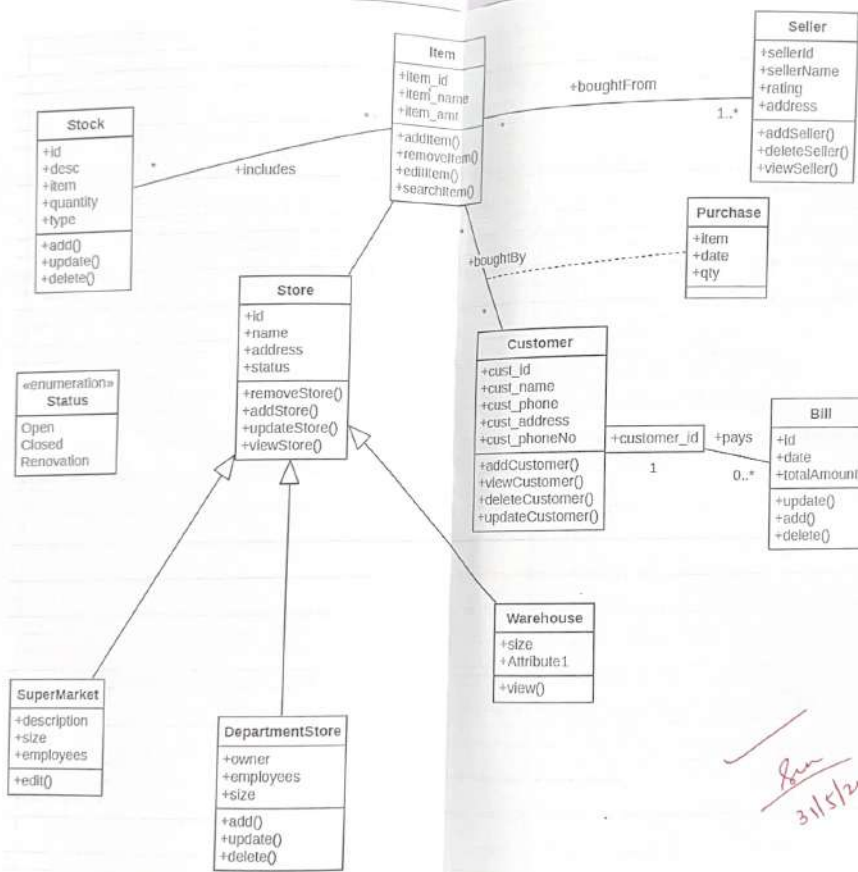 Item
+item_id
+item_name
+item_amt
+addItem()
+removeItem()
+editItem()
+searchItem()
Seller
+sellerId
+sellerName
+rating
+address
+addSeller()
+deleteSeller()
+viewSeller()
+boughtFrom
*
1..*
Stock
+id
+desc
+item
+quantity
+type
+add()
+update()
+delete()
*
+includes
*
Purchase
+item
+date
+qty
*
+boughtBy
*
Store
+id
+name
+address
+status
+removeStore()
+addStore()
+updateStore()
+viewStore()
«enumeration»
Status
Open
Closed
Renovation
Customer
+cust_id
+cust_name
+cust_phone
+cust_address
+cust_phoneNo
+addCustomer()
+viewCustomer()
+deleteCustomer()
+updateCustomer()
+customer_id
1
+pays
0..*
Bill
+id
+date
+totalAmount
+update()
+add()
+delete()
Warehouse
+size
+Attribute1
+view()
SuperMarket
+description
+size
+employees
+edit()
DepartmentStore
+owner
+employees
+size
+add()
+update()
+delete()
31/5/2